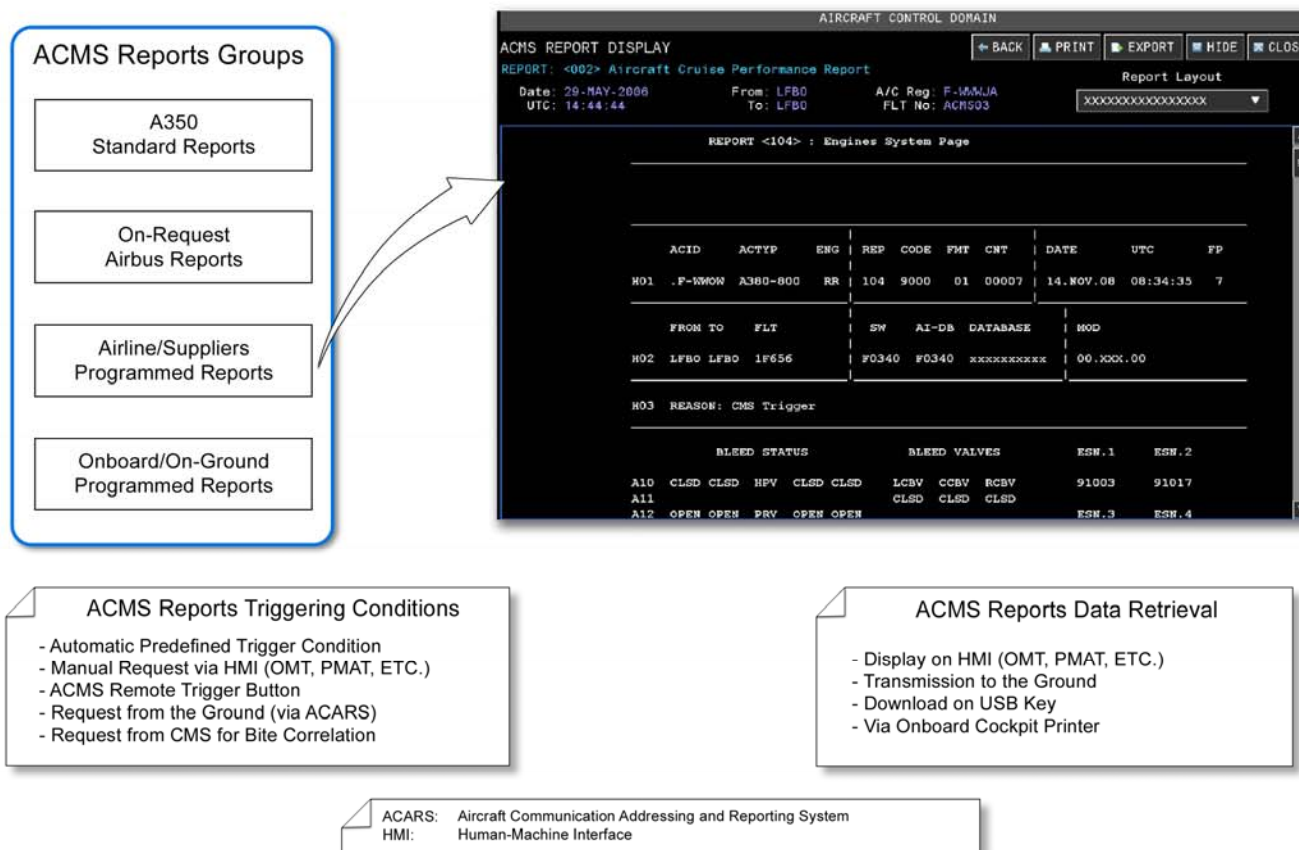 ACMS Reports Groups
A350
Standard Reports
On-Request
Airbus Reports
Airline/Suppliers
Programmed Reports
Onboard/On-Ground
Programmed Reports
AIRCRAFT CONTROL DOMAIN
ACMS REPORT DISPLAY
BACK PRINT EXPORT HIDE CLOS
REPORT: <002> Aircraft Cruise Performance Report
Report Layout
Date: 29-MAY-2006 From: LFBO A/C Reg: F-WWJA
UTC: 14:44:44 To: LFBO FLT No: ACMS03
XXXXXXXXXXXXXXXX
REPORT <104> : Engines System Page
ACID ACTYP ENG REP CODE FMT CNT DATE UTC FP
H01 .F-WWOW A380-800 RR 104 9000 01 00007 14.NOV.08 08:34:35 7
FROM TO FLT SW AI-DB DATABASE MOD
H02 LFBO LFBO 1F656 F0340 F0340 xxxxxxxxxx 00.XXX.00
H03 REASON: CMS Trigger
BLEED STATUS BLEED VALVES ESN.1 ESN.2
A10 CLSD CLSD HPV CLSD CLSD LCBV CCBV RCBV 91003 91017
A11 CLSD CLSD CLSD
A12 OPEN OPEN PRV OPEN OPEN ESN.3 ESN.4
ACMS Reports Triggering Conditions
- Automatic Predefined Trigger Condition
- Manual Request via HMI (OMT, PMAT, ETC.)
- ACMS Remote Trigger Button
- Request from the Ground (via ACARS)
- Request from CMS for Bite Correlation
ACMS Reports Data Retrieval
- Display on HMI (OMT, PMAT, ETC.)
- Transmission to the Ground
- Download on USB Key
- Via Onboard Cockpit Printer
ACARS: Aircraft Communication Addressing and Reporting System
HMI: Human-Machine Interface